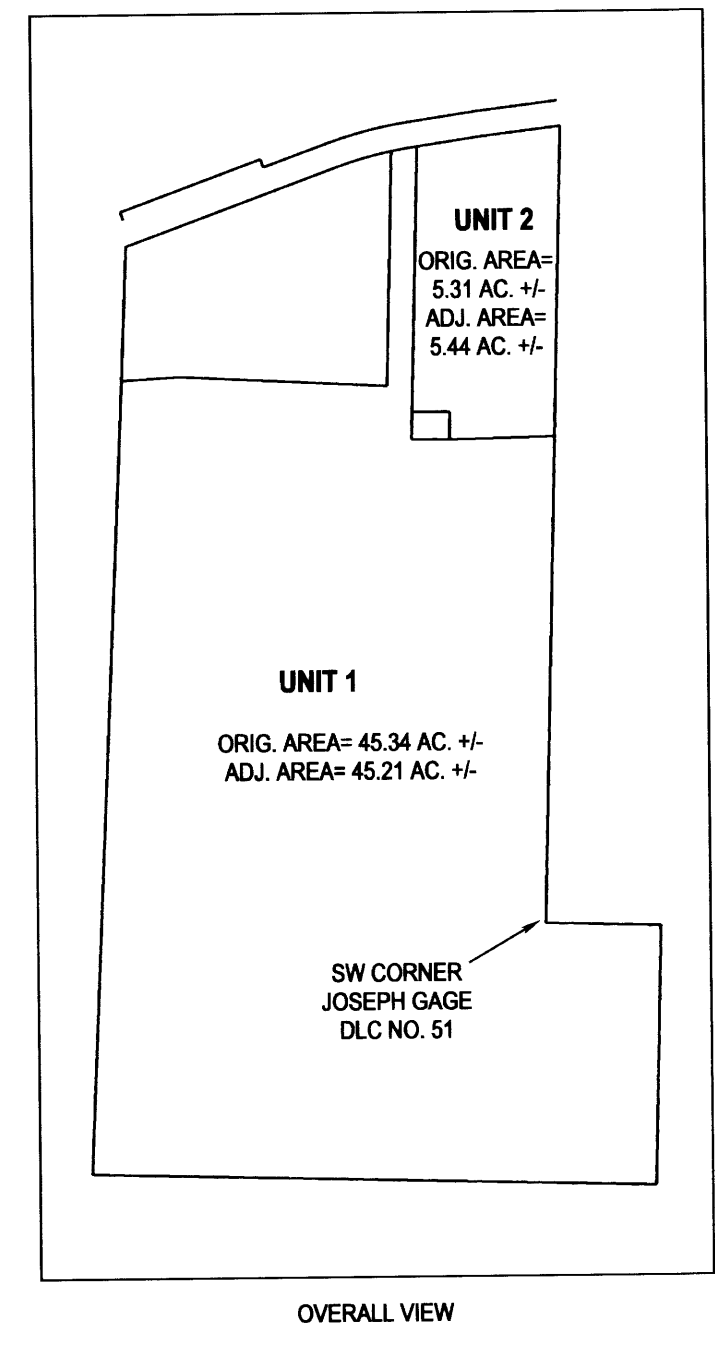 UNIT 2
ORIG. AREA=
5.31 AC. +/-
ADJ. AREA=
5.44 AC. +/-
UNIT 1
ORIG. AREA= 45.34 AC. +/-
ADJ. AREA= 45.21 AC. +/-
SW CORNER
JOSEPH GAGE
DLC NO. 51
OVERALL VIEW